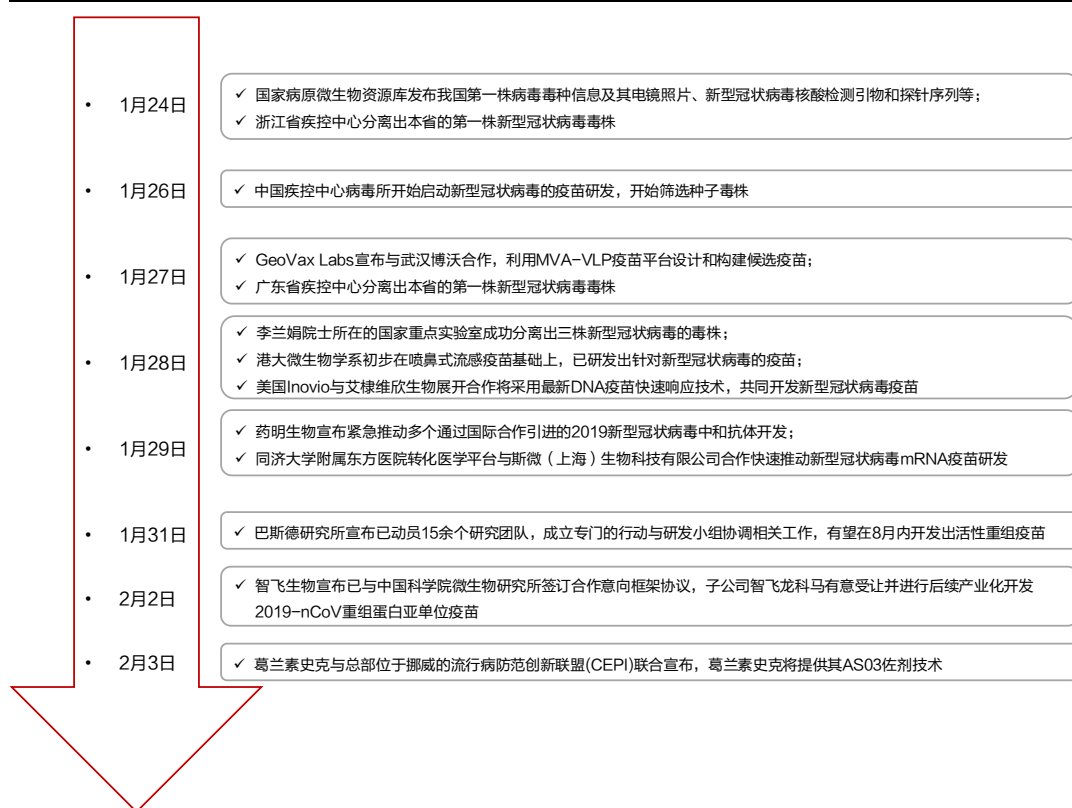 • 1月24日
✓ 国家病原微生物资源库发布我国第一株病毒毒种信息及其电镜照片、新型冠状病毒核酸检测引物和探针序列等；
✓ 浙江省疾控中心分离出本省的第一株新型冠状病毒毒株
• 1月26日
✓ 中国疾控中心病毒所开始启动新型冠状病毒的疫苗研发，开始筛选种子毒株
• 1月27日
✓ GeoVax Labs宣布与武汉博沃合作，利用MVA-VLP疫苗平台设计和构建候选疫苗；
✓ 广东省疾控中心分离出本省的第一株新型冠状病毒毒株
• 1月28日
✓ 李兰娟院士所在的国家重点实验室成功分离出三株新型冠状病毒的毒株；
✓ 港大微生物学系初步在喷鼻式流感疫苗基础上，已研发出针对新型冠状病毒的疫苗；
✓ 美国Inovio与艾棣维欣生物展开合作将采用最新DNA疫苗快速响应技术，共同开发新型冠状病毒疫苗
• 1月29日
✓ 药明生物宣布紧急推动多个通过国际合作引进的2019新型冠状病毒中和抗体开发；
✓ 同济大学附属东方医院转化医学平台与斯微（上海）生物科技有限公司合作快速推动新型冠状病毒mRNA疫苗研发
• 1月31日
✓ 巴斯德研究所宣布已动员15余个研究团队，成立专门的行动与研发小组协调相关工作，有望在8月内开发出活性重组疫苗
• 2月2日
✓ 智飞生物宣布已与中国科学院微生物研究所签订合作意向框架协议，子公司智飞龙科马有意受让并进行后续产业化开发
2019-nCoV重组蛋白亚单位疫苗
• 2月3日
✓ 葛兰素史克与总部位于挪威的流行病防范创新联盟(CEPI)联合宣布，葛兰素史克将提供其AS03佐剂技术